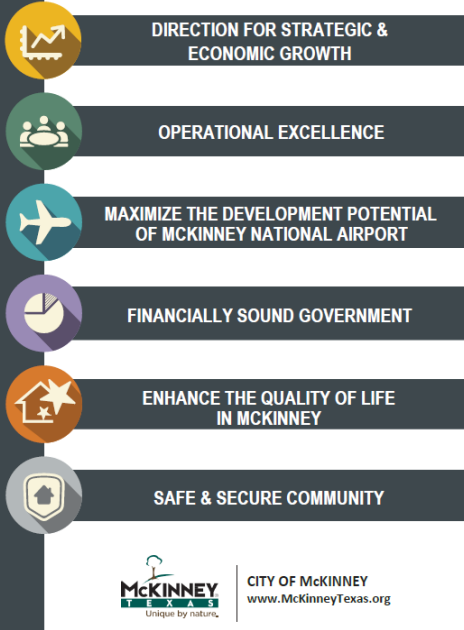 DIRECTION FOR STRATEGIC &
ECONOMIC GROWTH
OPERATIONAL EXCELLENCE
MAXIMIZE THE DEVELOPMENT POTENTIAL
OF MCKINNEY NATIONAL AIRPORT
FINANCIALLY SOUND GOVERNMENT
ENHANCE THE QUALITY OF LIFE
IN MCKINNEY
SAFE & SECURE COMMUNITY
McKINNEY
TEXAS
Unique by nature.
CITY OF McKINNEY
www.McKinneyTexas.org